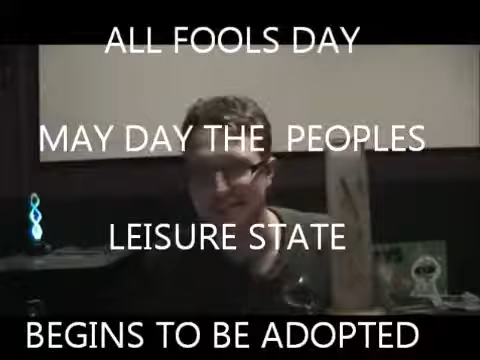 ALL FOOLS DAY
MAY DAY THE PEOPLES
LEISURE STATE
BEGINS TO BE ADOPTED